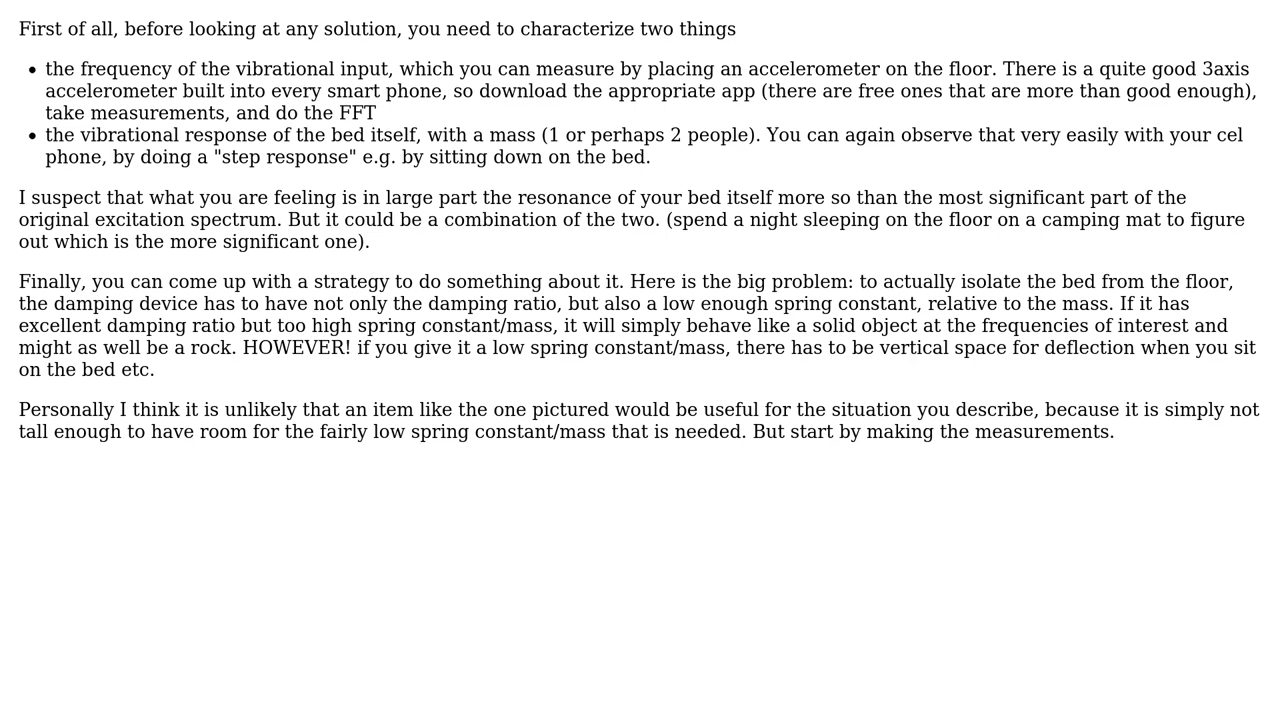 First of all, before looking at any solution, you need to characterize two things
• the frequency of the vibrational input, which you can measure by placing an accelerometer on the floor. There is a quite good 3axis
accelerometer built into every smart phone, so download the appropriate app (there are free ones that are more than good enough),
take measurements, and do the FFT
• the vibrational response of the bed itself, with a mass (1 or perhaps 2 people). You can again observe that very easily with your cel
phone, by doing a "step response" e.g. by sitting down on the bed.
I suspect that what you are feeling is in large part the resonance of your bed itself more so than the most significant part of the
original excitation spectrum. But it could be a combination of the two. (spend a night sleeping on the floor on a camping mat to figure
out which is the more significant one).
Finally, you can come up with a strategy to do something about it. Here is the big problem: to actually isolate the bed from the floor,
the damping device has to have not only the damping ratio, but also a low enough spring constant, relative to the mass. If it has
excellent damping ratio but too high spring constant/mass, it will simply behave like a solid object at the frequencies of interest and
might as well be a rock. HOWEVER! if you give it a low spring constant/mass, there has to be vertical space for deflection when you sit
on the bed etc.
Personally I think it is unlikely that an item like the one pictured would be useful for the situation you describe, because it is simply not
tall enough to have room for the fairly low spring constant/mass that is needed. But start by making the measurements.